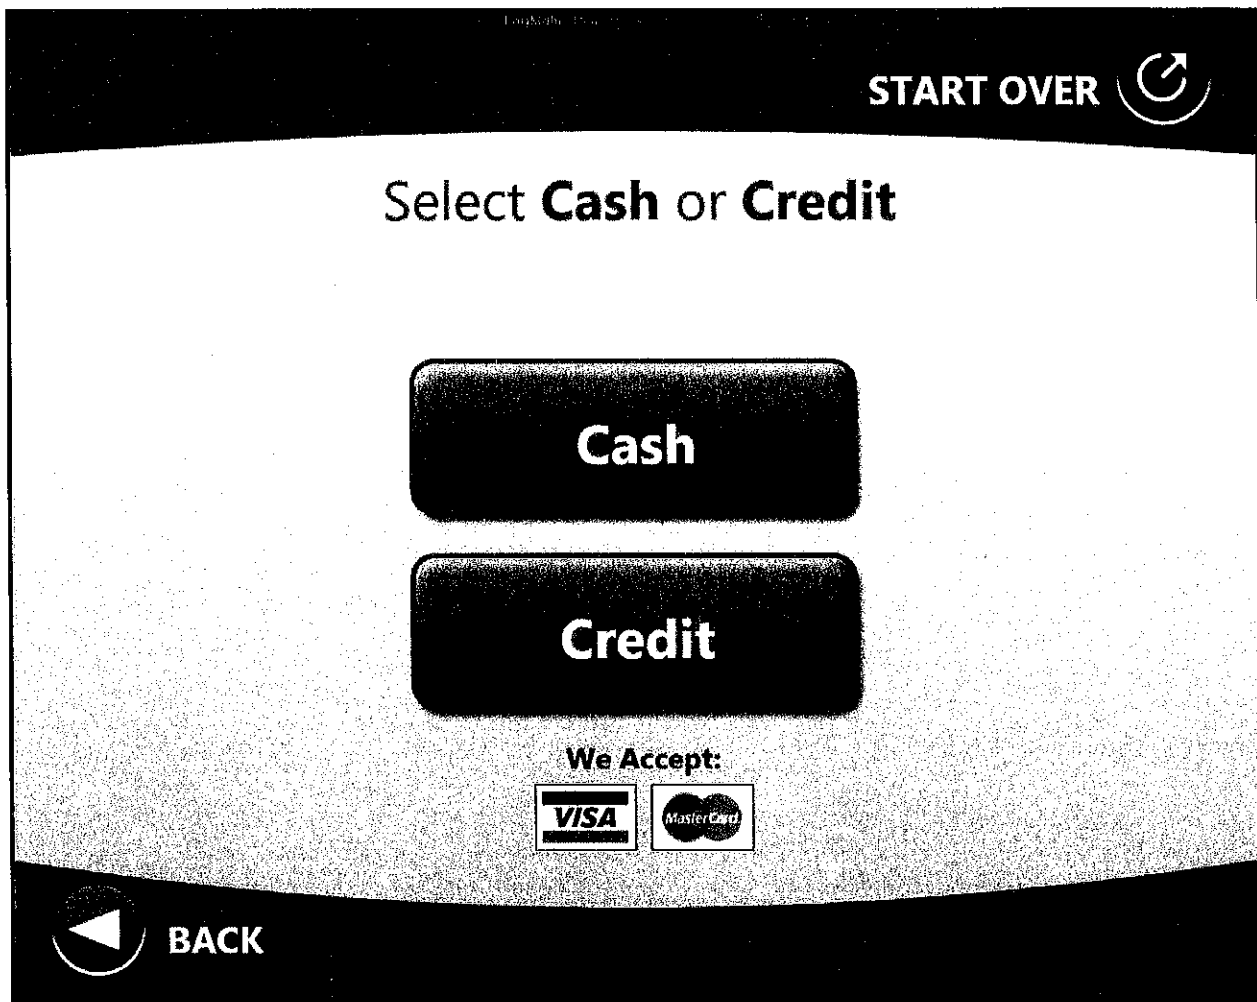 START OVER
Select Cash or Credit
Cash
Credit
We Accept:
VISA MasterCard
BACK